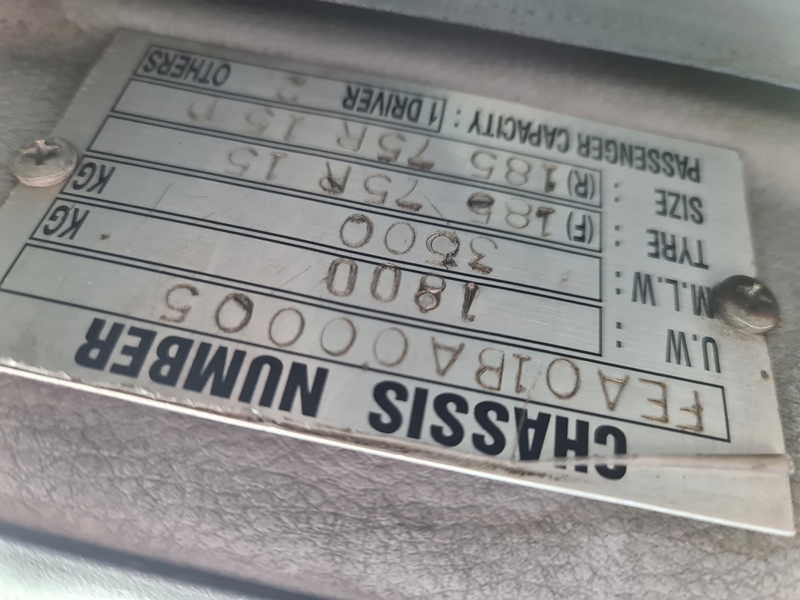 CHASSIS NUMBER
FEA01BA00005
U.W : 1800 KG
M.L.W : 3500 KG
TYRE : (F) 185 75R 15
SIZE : (R) 185 75R 15
PASSENGER CAPACITY : 1 DRIVER OTHERS